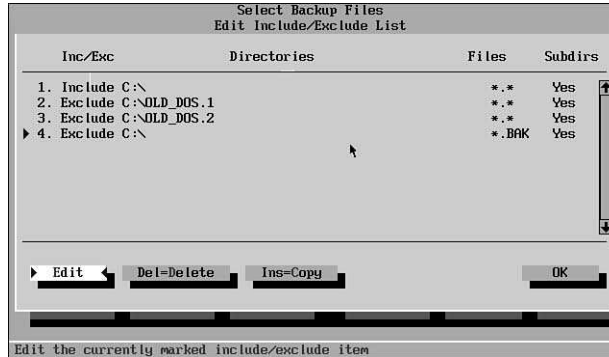 Select Backup Files
Edit Include/Exclude List
Inc/Exc Directories Files Subdirs
1. Include C:\ *.* Yes
2. Exclude C:\OLD_DOS.1 *.* Yes
3. Exclude C:\OLD_DOS.2 *.* Yes
4. Exclude C:\ *.BAK Yes
Edit Del=Delete Ins=Copy OK
Edit the currently marked include/exclude item